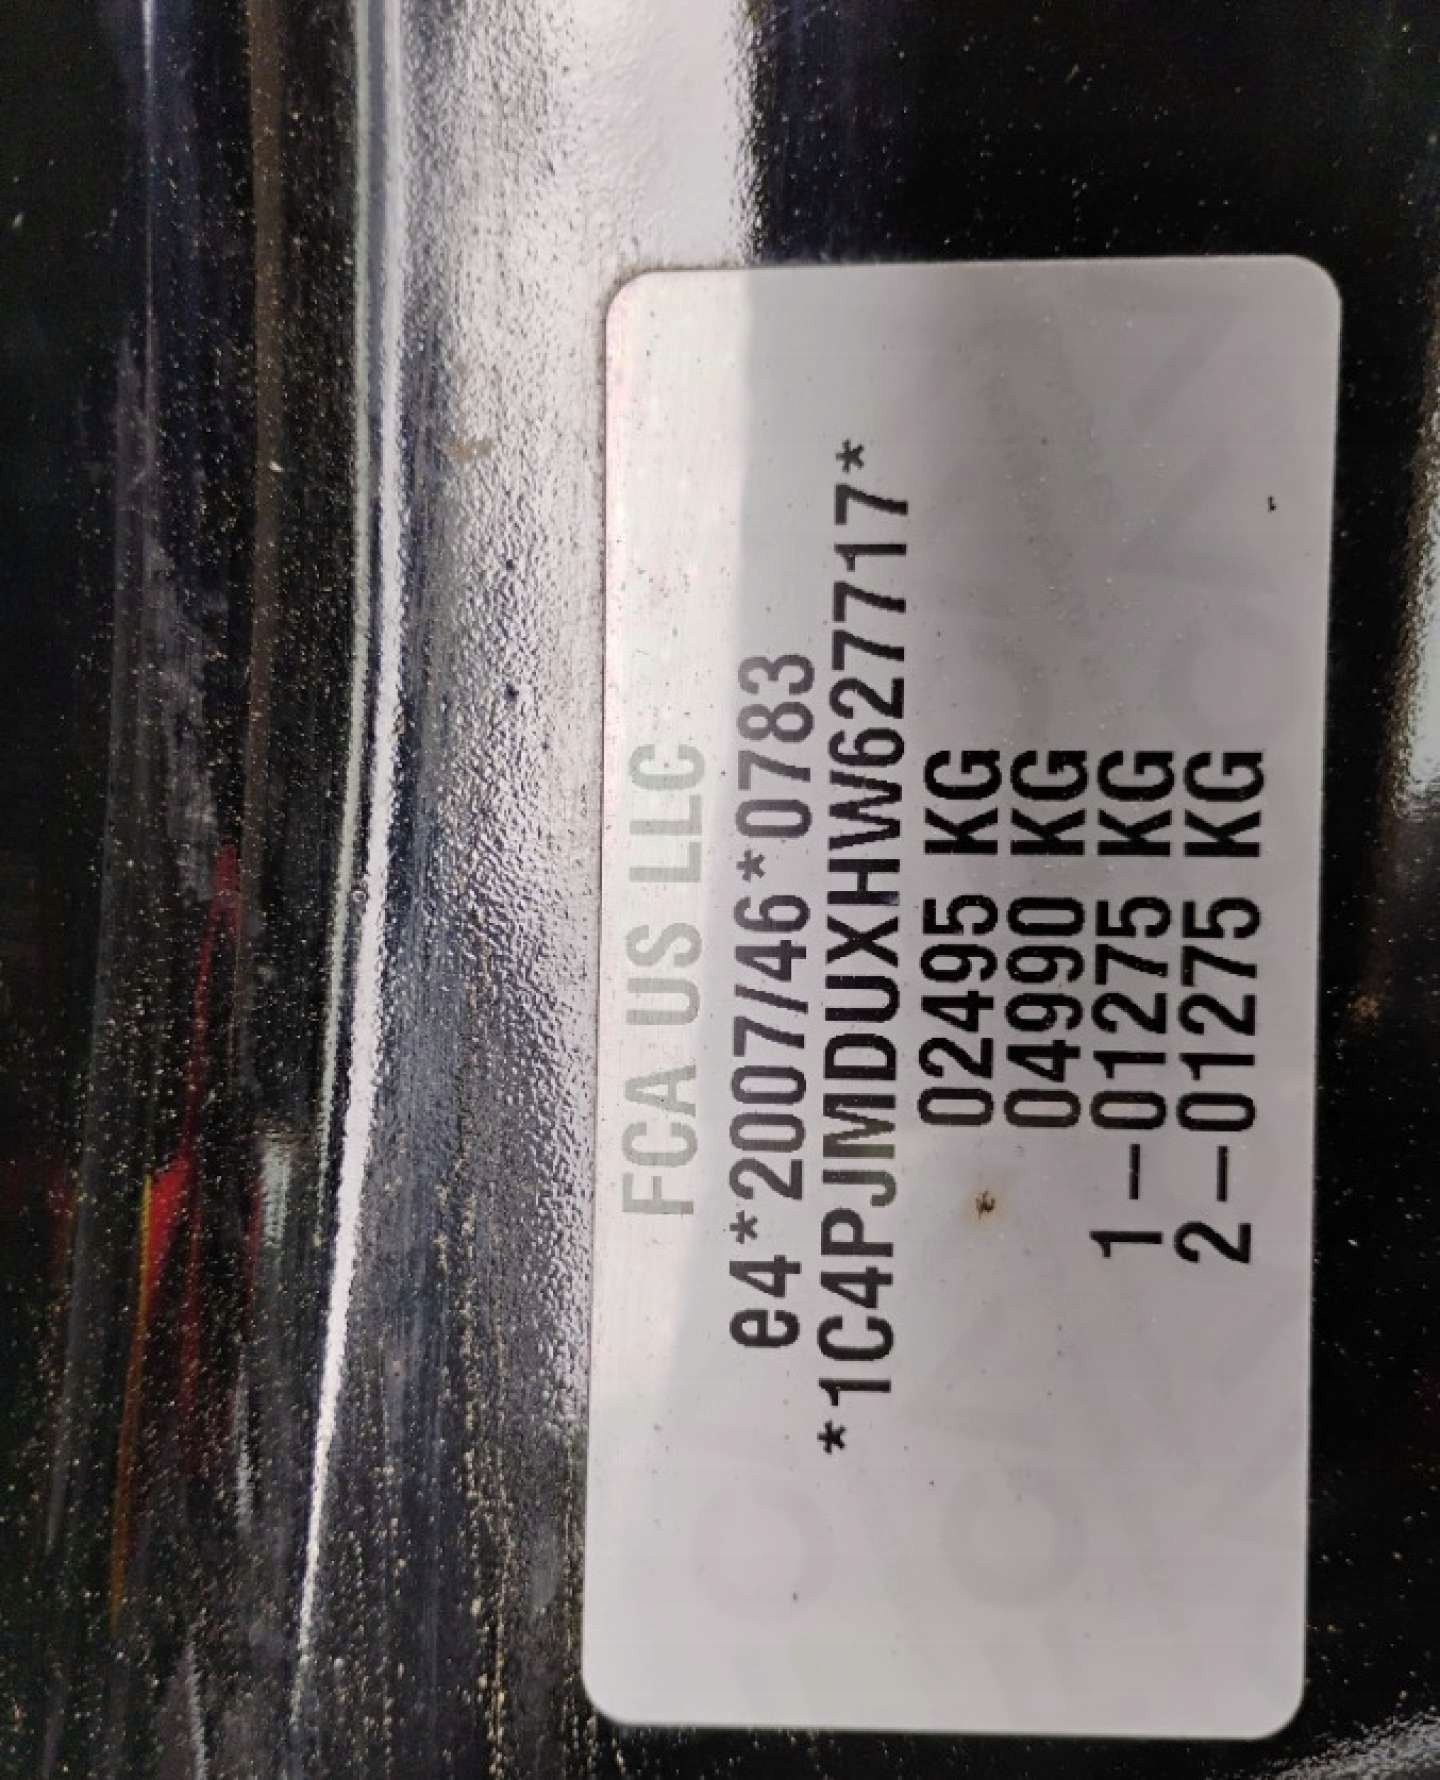 FCA US LLC
e4*2007/46*0783
*1C4PJMDUXHW627717*
02495 KG
04990 KG
1-01275 KG
2-01275 KG